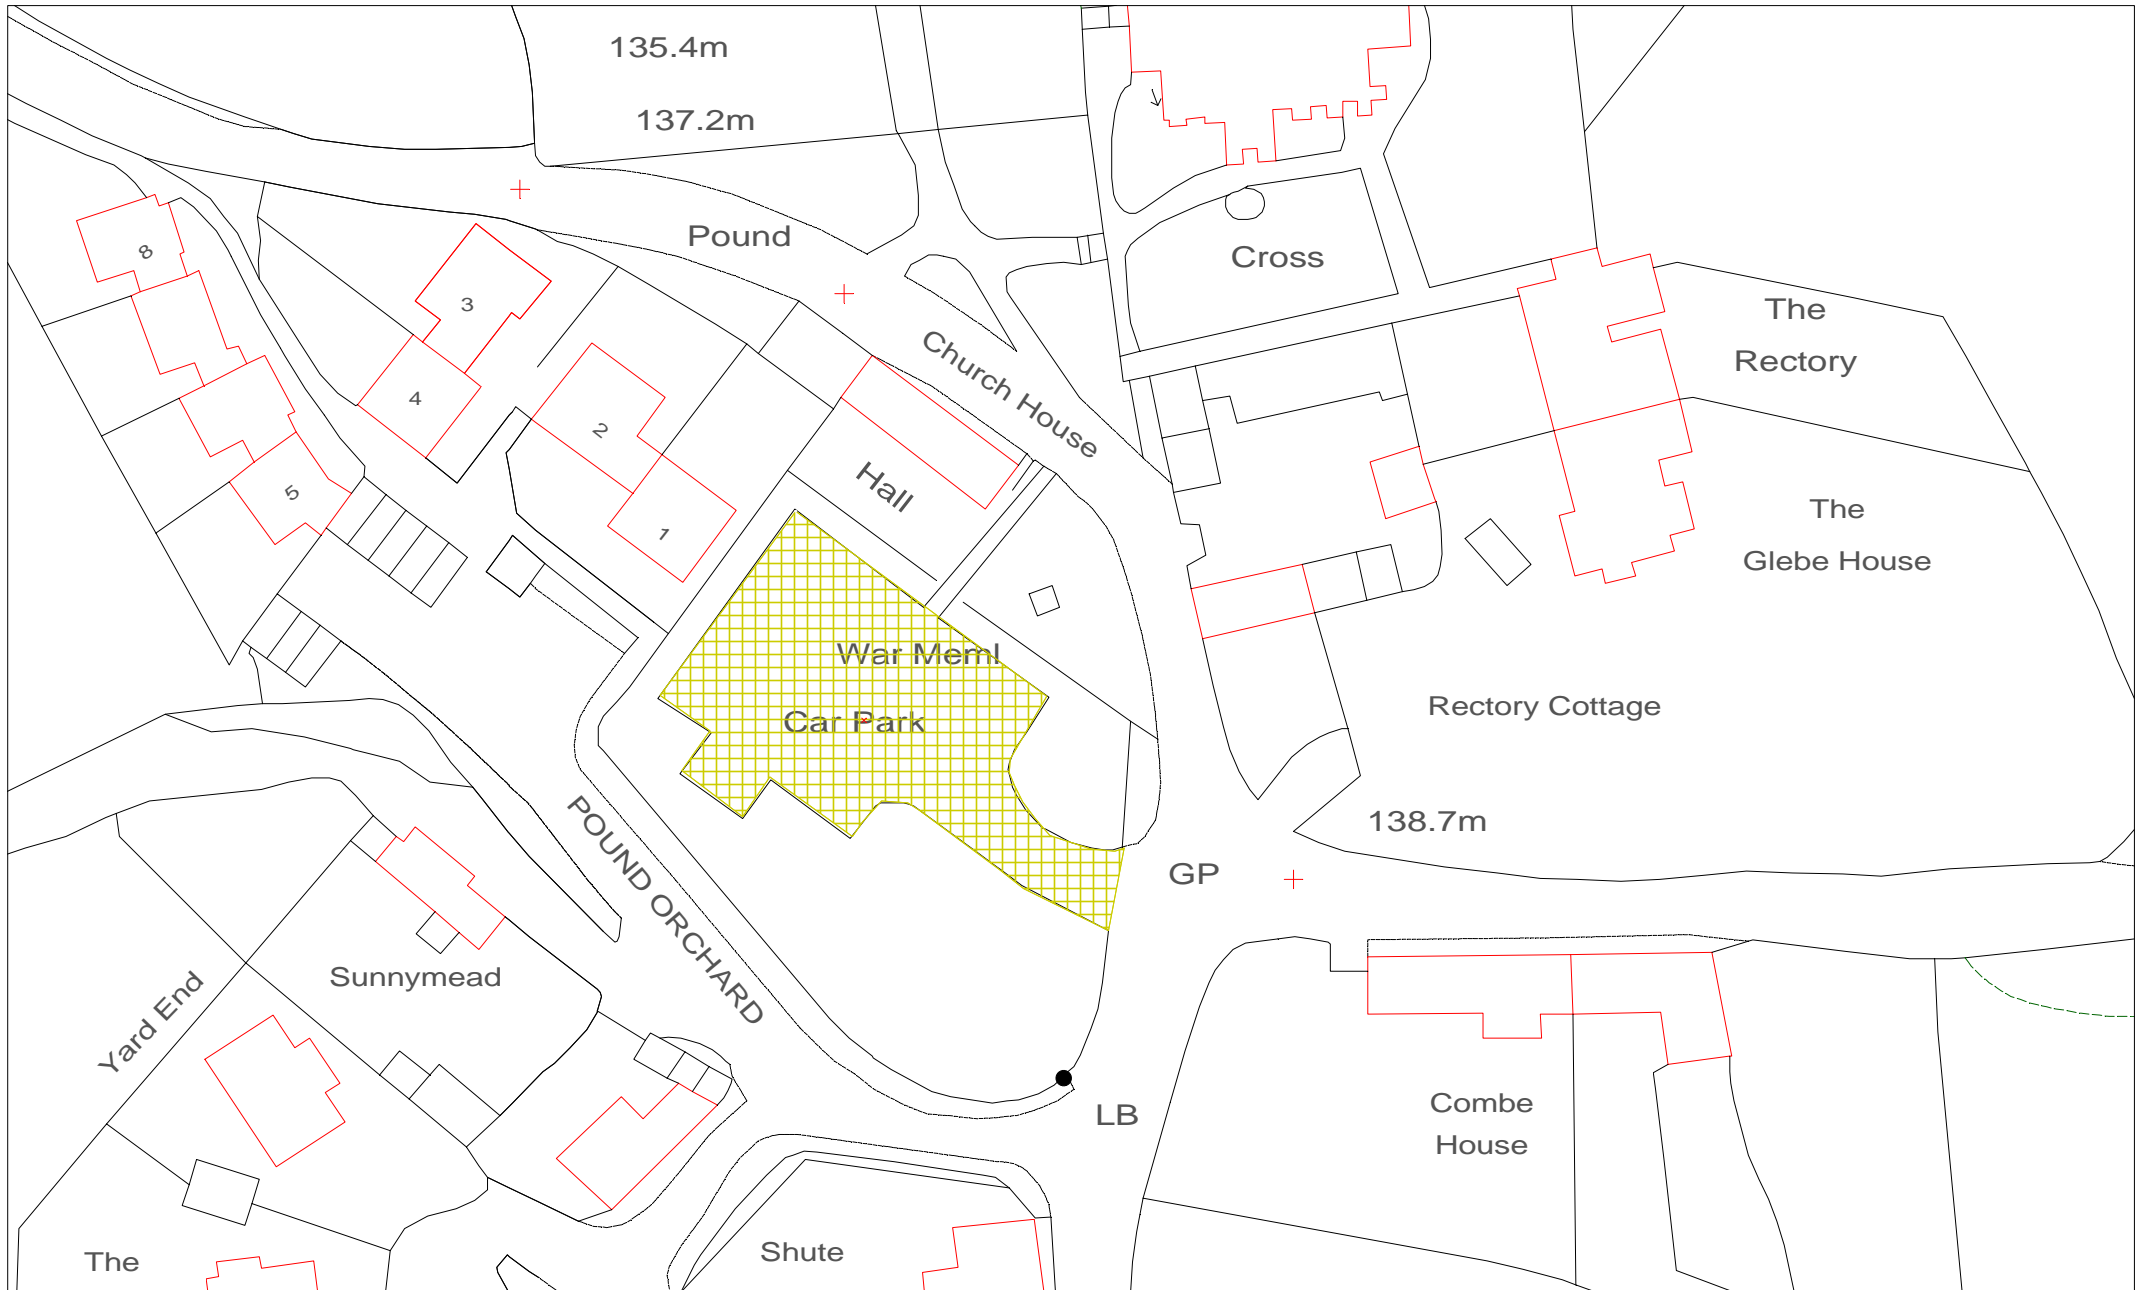 135.4m
137.2m
Pound
Cross
8
3
4
2
1
5
Church House
Hall
The
Rectory
The
Glebe House
War Meml
Car Park
Rectory Cottage
138.7m
GP
POUND ORCHARD
Sunnymead
Yard End
LB
Combe
House
Shute
The